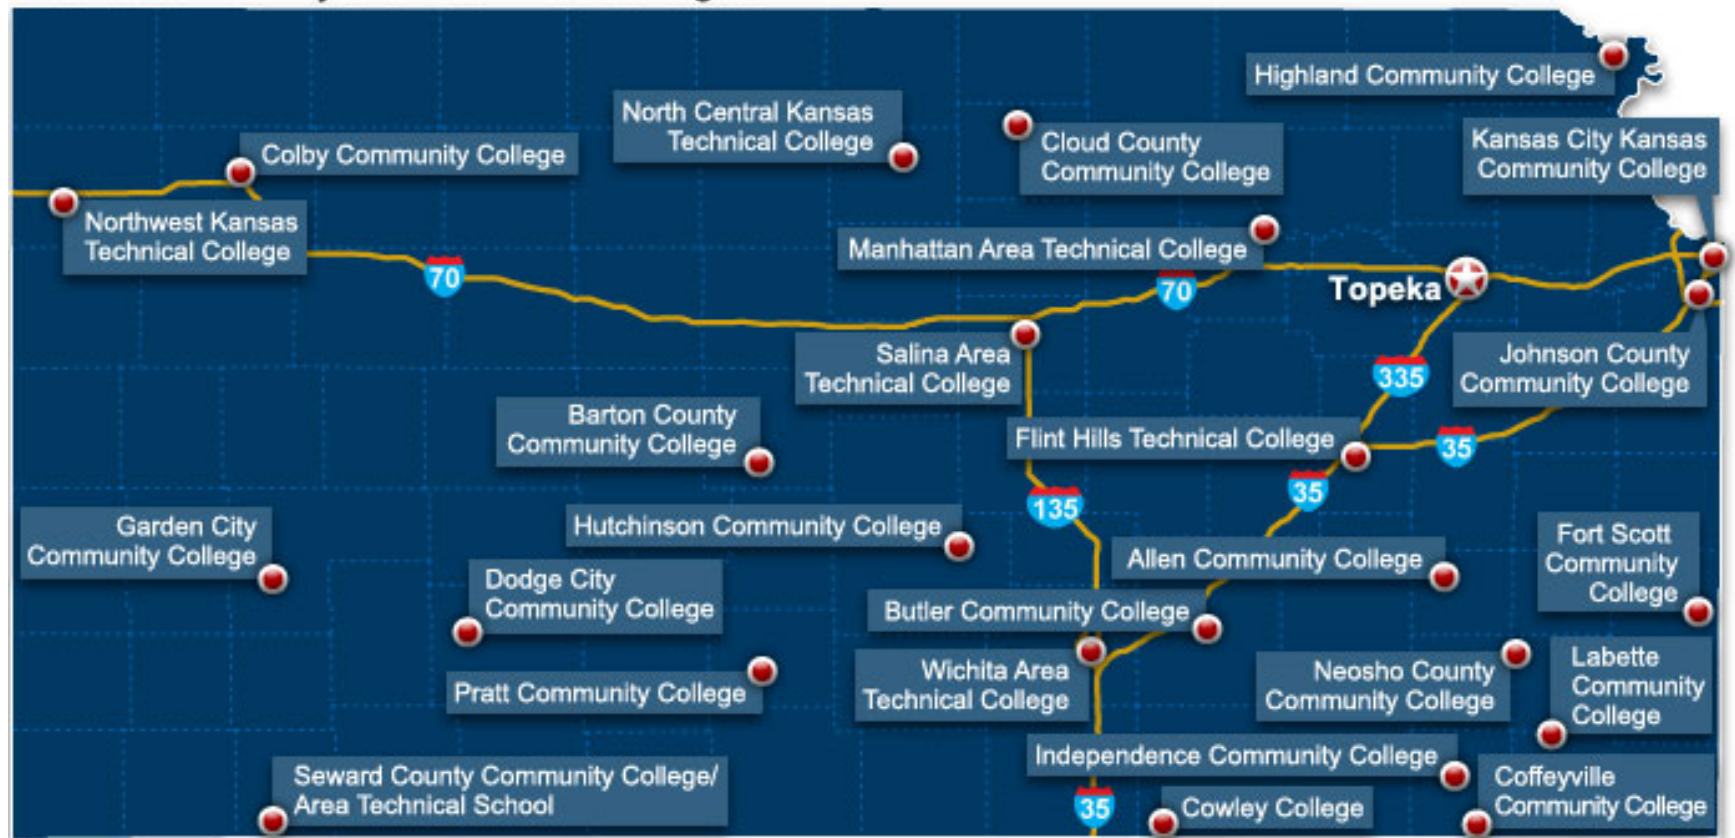 Highland Community College
North Central Kansas
Technical College
Cloud County
Community College
Kansas City Kansas
Community College
Colby Community College
Northwest Kansas
Technical College
Manhattan Area Technical College
70
70
Topeka
Salina Area
Technical College
335
Johnson County
Community College
Barton County
Community College
Flint Hills Technical College
35
35
135
Garden City
Community College
Hutchinson Community College
Allen Community College
Fort Scott
Community
College
Dodge City
Community College
Butler Community College
Pratt Community College
Wichita Area
Technical College
Neosho County
Community College
Labette
Community
College
Independence Community College
Seward County Community College/
Area Technical School
35
Cowley College
Coffeyville
Community College